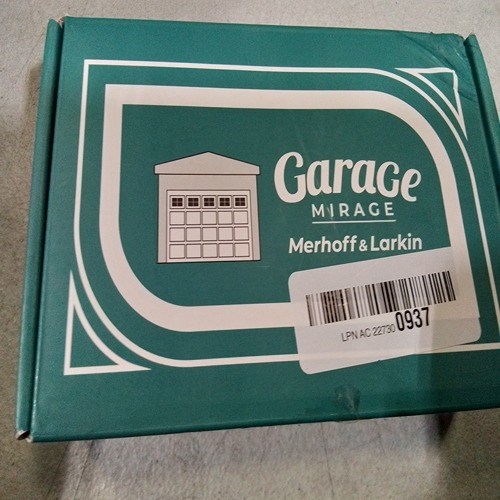 Garage
MIRAGE
Merhoff & Larkin
LPN AC 22730 0937